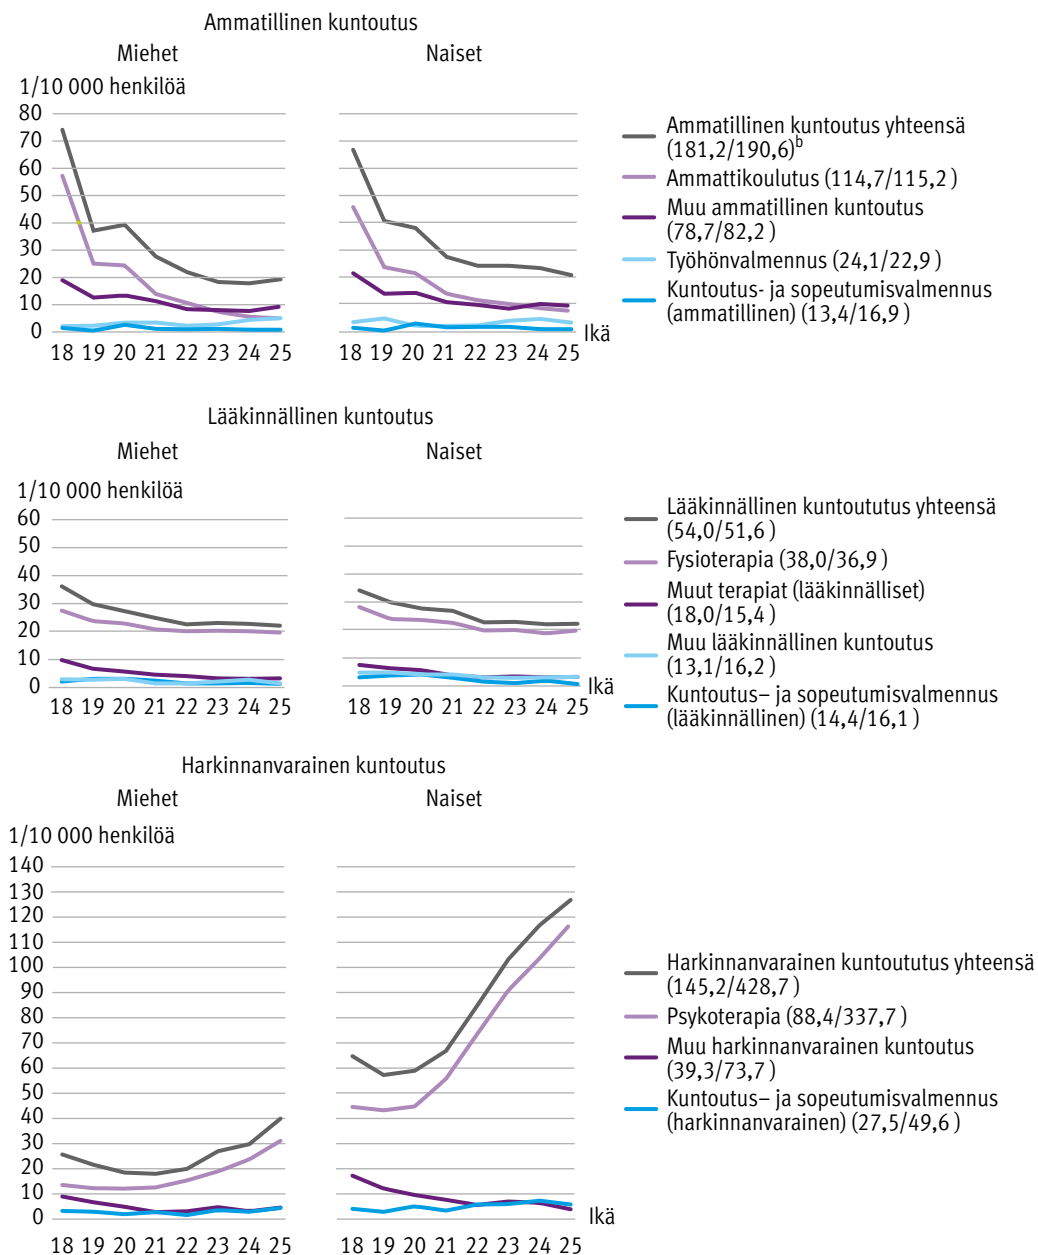 Ammatillinen kuntoutus
Miehet
Naiset
1/10 000 henkilöä
80
70
60
50
40
30
20
10
0
18 19 20 21 22 23 24 25
18 19 20 21 22 23 24 25
Ikä
Ammatillinen kuntoutus yhteensä
(181,2/190,6)b
Ammattikoulutus (114,7/115,2 )
Muu ammatillinen kuntoutus
(78,7/82,2 )
Työhönvalmennus (24,1/22,9 )
Kuntoutus- ja sopeutumisvalmennus
(ammatillinen) (13,4/16,9 )
Lääkinnällinen kuntoutus
Miehet
Naiset
1/10 000 henkilöä
60
50
40
30
20
10
0
18 19 20 21 22 23 24 25
18 19 20 21 22 23 24 25
Ikä
Lääkinnällinen kuntoututus yhteensä
(54,0/51,6 )
Fysioterapia (38,0/36,9 )
Muut terapiat (lääkinnälliset)
(18,0/15,4 )
Muu lääkinnällinen kuntoutus
(13,1/16,2 )
Kuntoutus– ja sopeutumisvalmennus
(lääkinnällinen) (14,4/16,1 )
Harkinnanvarainen kuntoutus
Miehet
Naiset
1/10 000 henkilöä
140
130
120
110
100
90
80
70
60
50
40
30
20
10
0
18 19 20 21 22 23 24 25
18 19 20 21 22 23 24 25
Ikä
Harkinnanvarainen kuntoututus yhteensä
(145,2/428,7 )
Psykoterapia (88,4/337,7 )
Muu harkinnanvarainen kuntoutus
(39,3/73,7 )
Kuntoutus– ja sopeutumisvalmennus
(harkinnanvarainen) (27,5/49,6 )